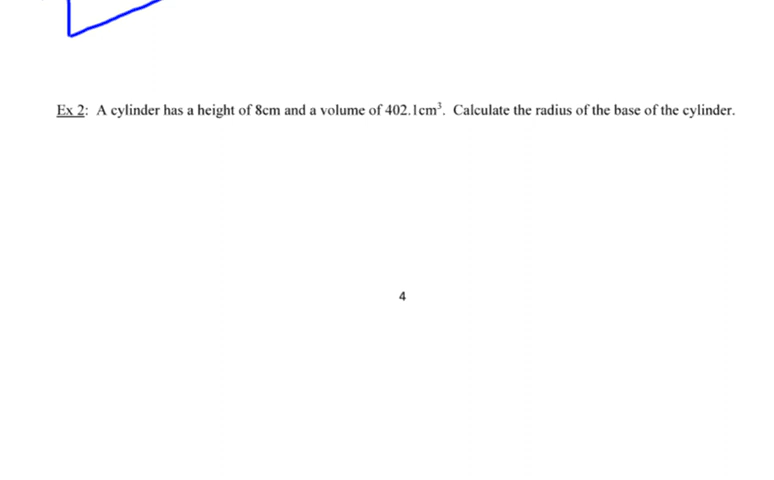 Ex 2: A cylinder has a height of 8cm and a volume of 402.1cm³. Calculate the radius of the base of the cylinder.
4